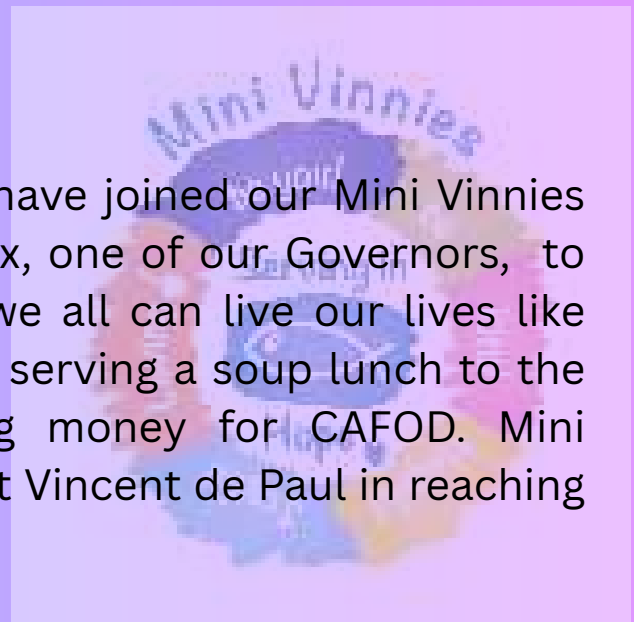 Mini Vinnies
have joined our Mini Vinnies
x, one of our Governors, to
we all can live our lives like
serving a soup lunch to the
g money for CAFOD. Mini
t Vincent de Paul in reaching